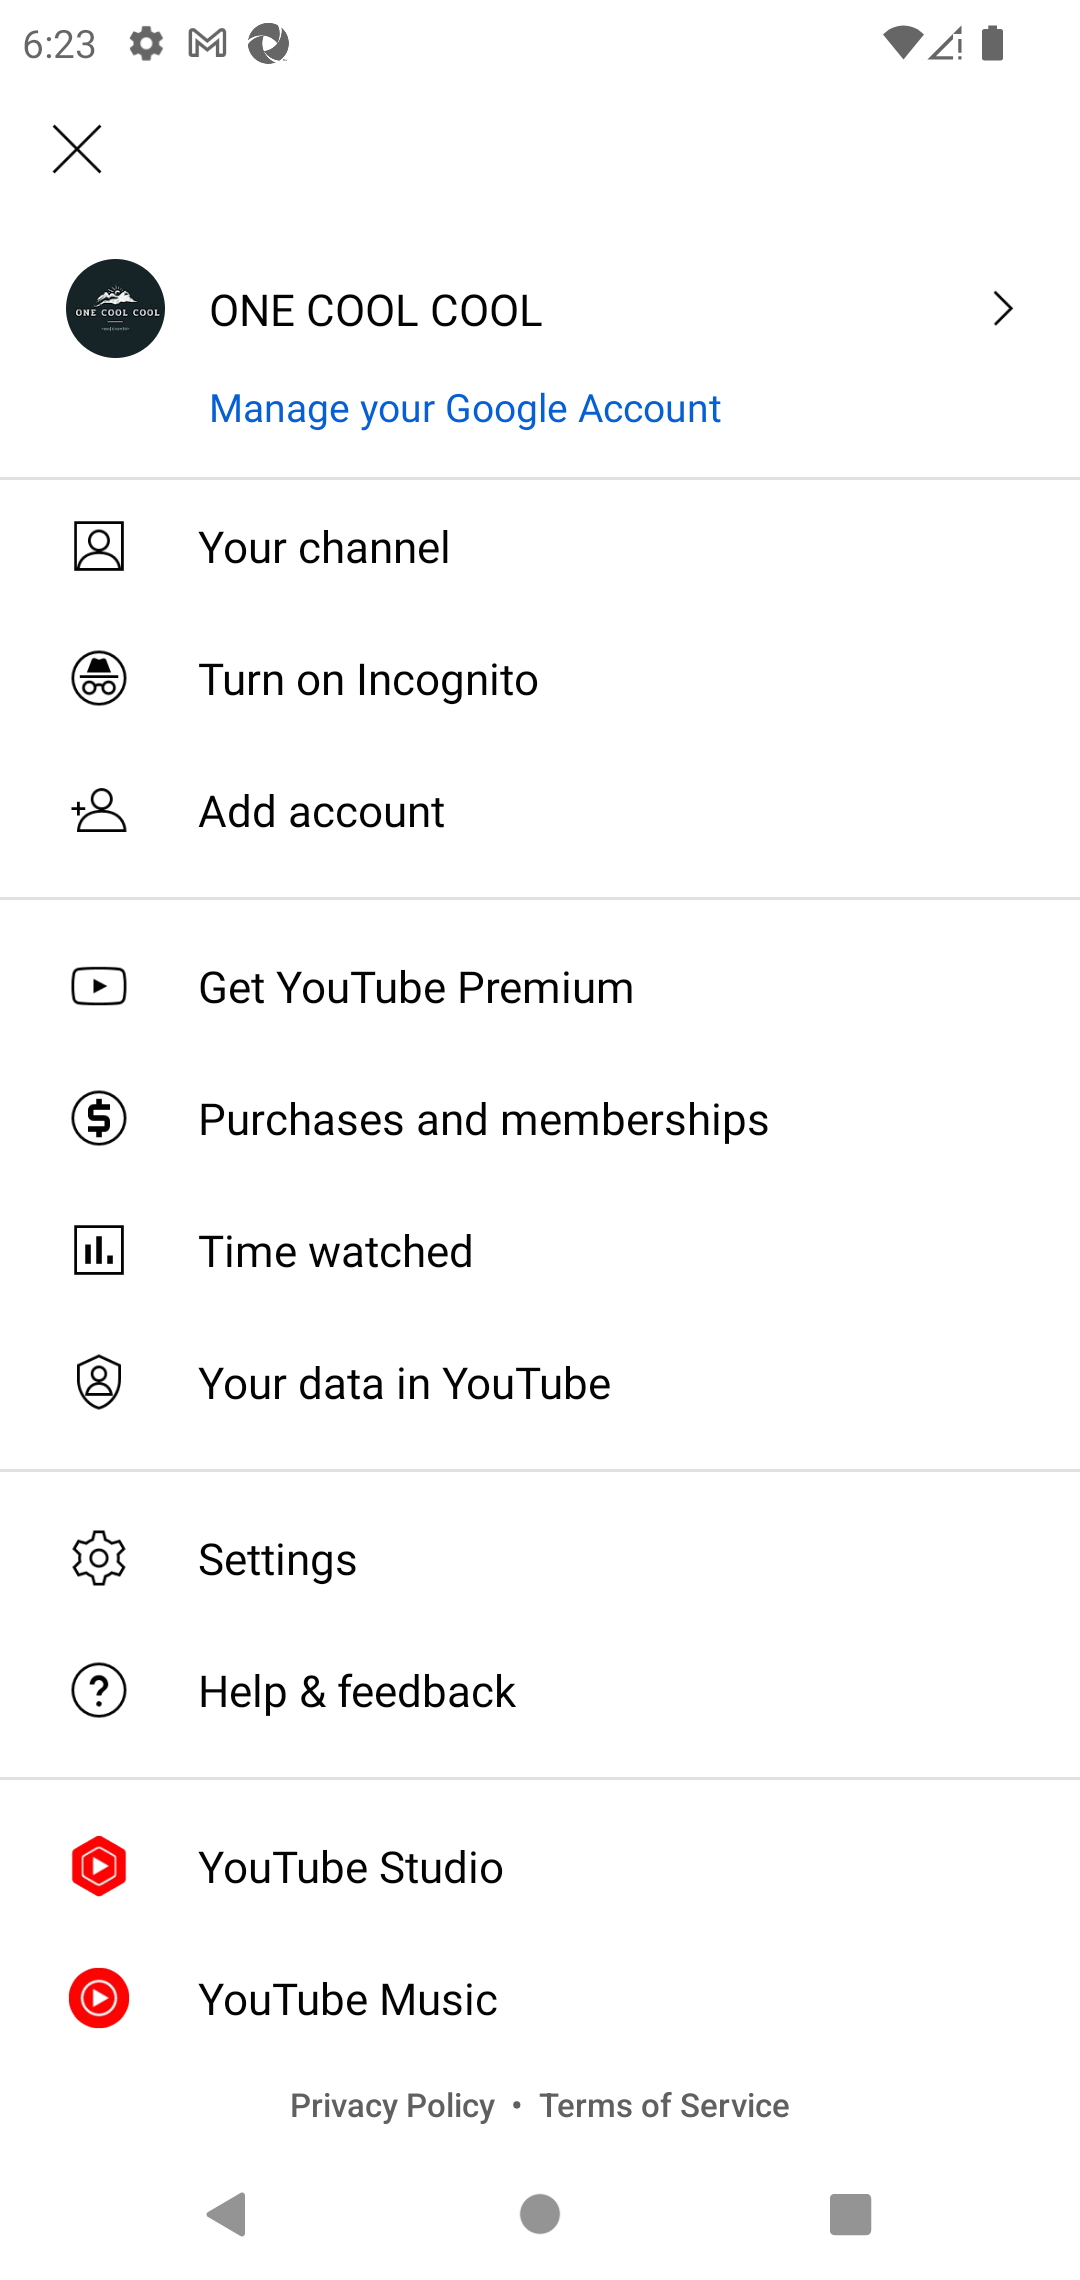 6:23
ONE COOL COOL
ONE COOL COOL
Manage your Google Account
Your channel
Turn on Incognito
Add account
Get YouTube Premium
Purchases and memberships
Time watched
Your data in YouTube
Settings
Help & feedback
YouTube Studio
YouTube Music
Privacy Policy • Terms of Service